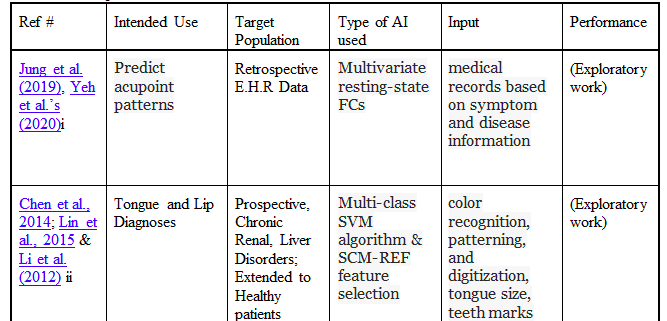 Ref #
Intended Use
Target
Population
Type of AI
used
Input
Performance
Jung et al.
(2019), Yeh
et al.’s
(2020)i
Predict
acupoint
patterns
Retrospective
E.H.R Data
Multivariate
resting-state
FCs
medical
records based
on symptom
and disease
information
(Exploratory
work)
Chen et al.,
2014; Lin et
al., 2015 &
Li et al.
(2012) ii
Tongue and Lip
Diagnoses
Prospective,
Chronic
Renal, Liver
Disorders;
Extended to
Healthy
patients
Multi-class
SVM
algorithm &
SCM-REF
feature
selection
color
recognition,
patterning,
and
digitization,
tongue size,
teeth marks
(Exploratory
work)